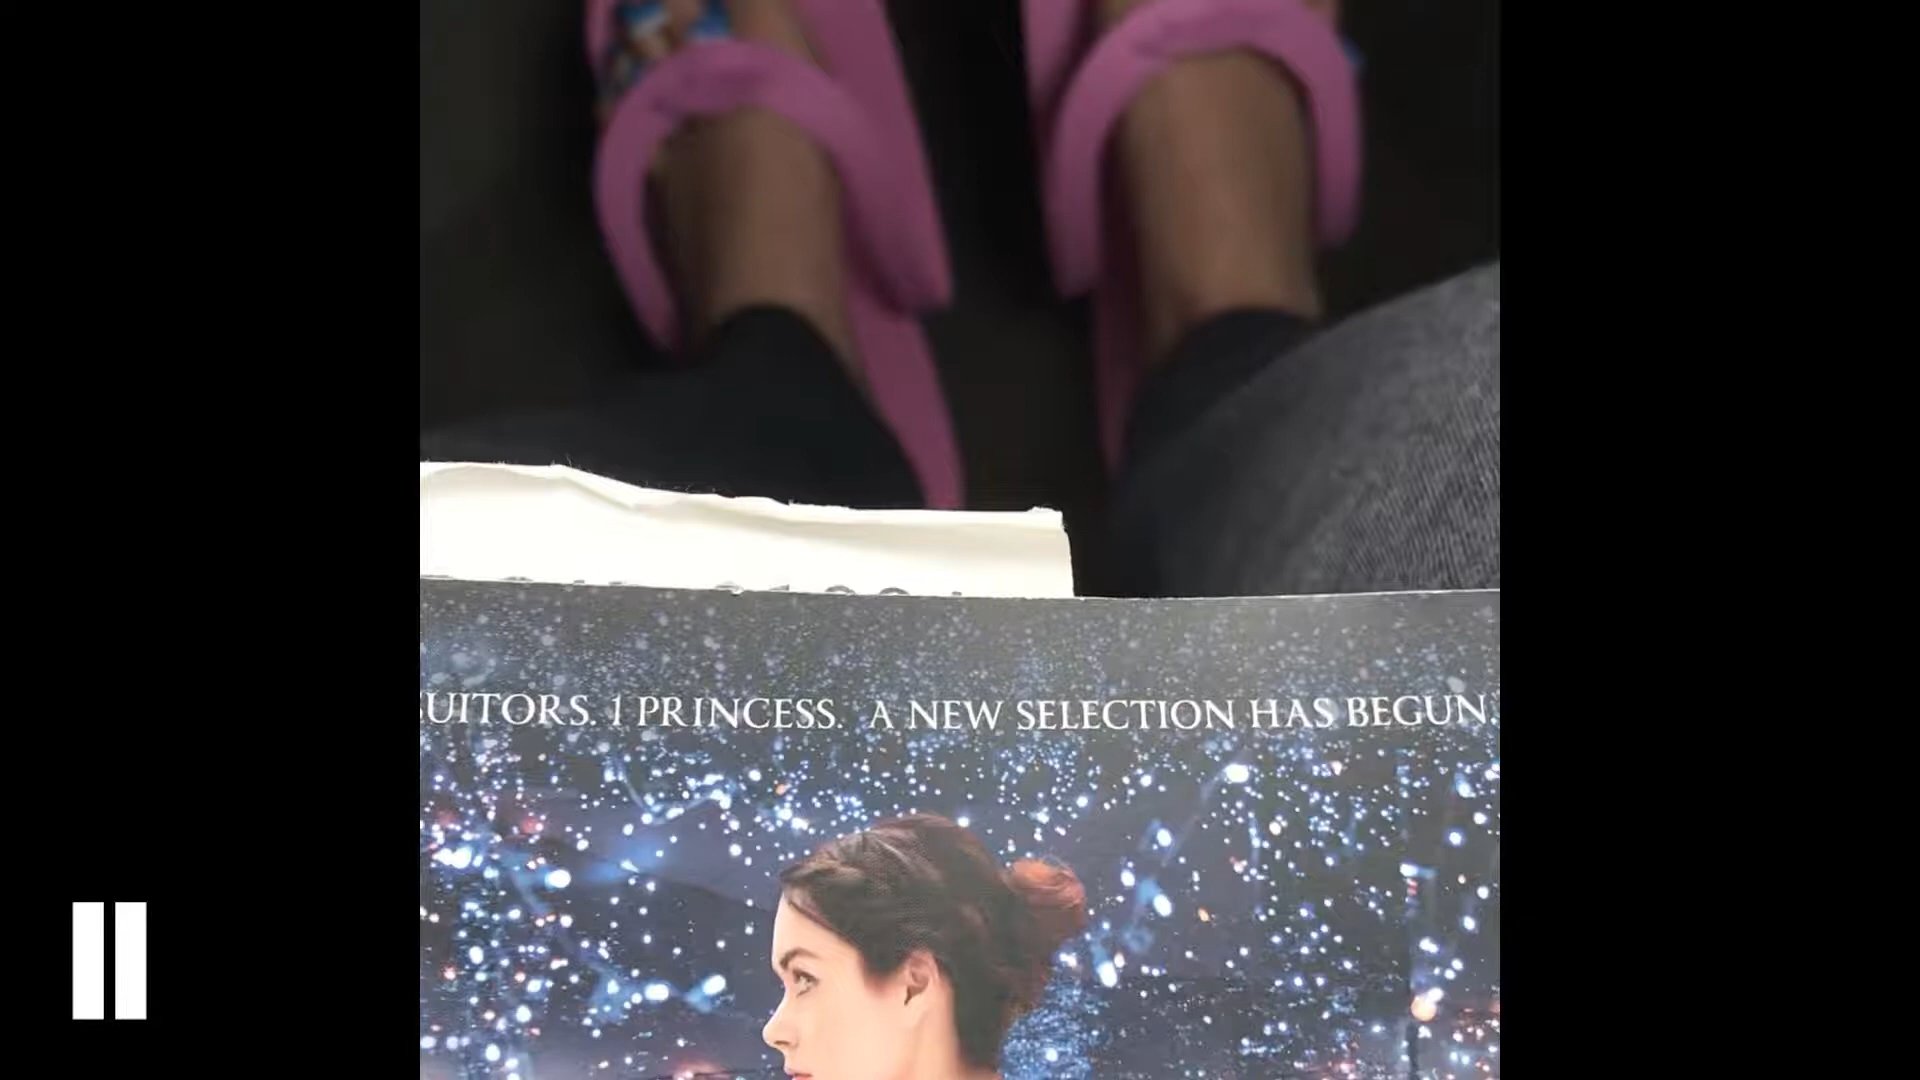 UITORS. 1 PRINCESS. A NEW SELECTION HAS BEGUN.